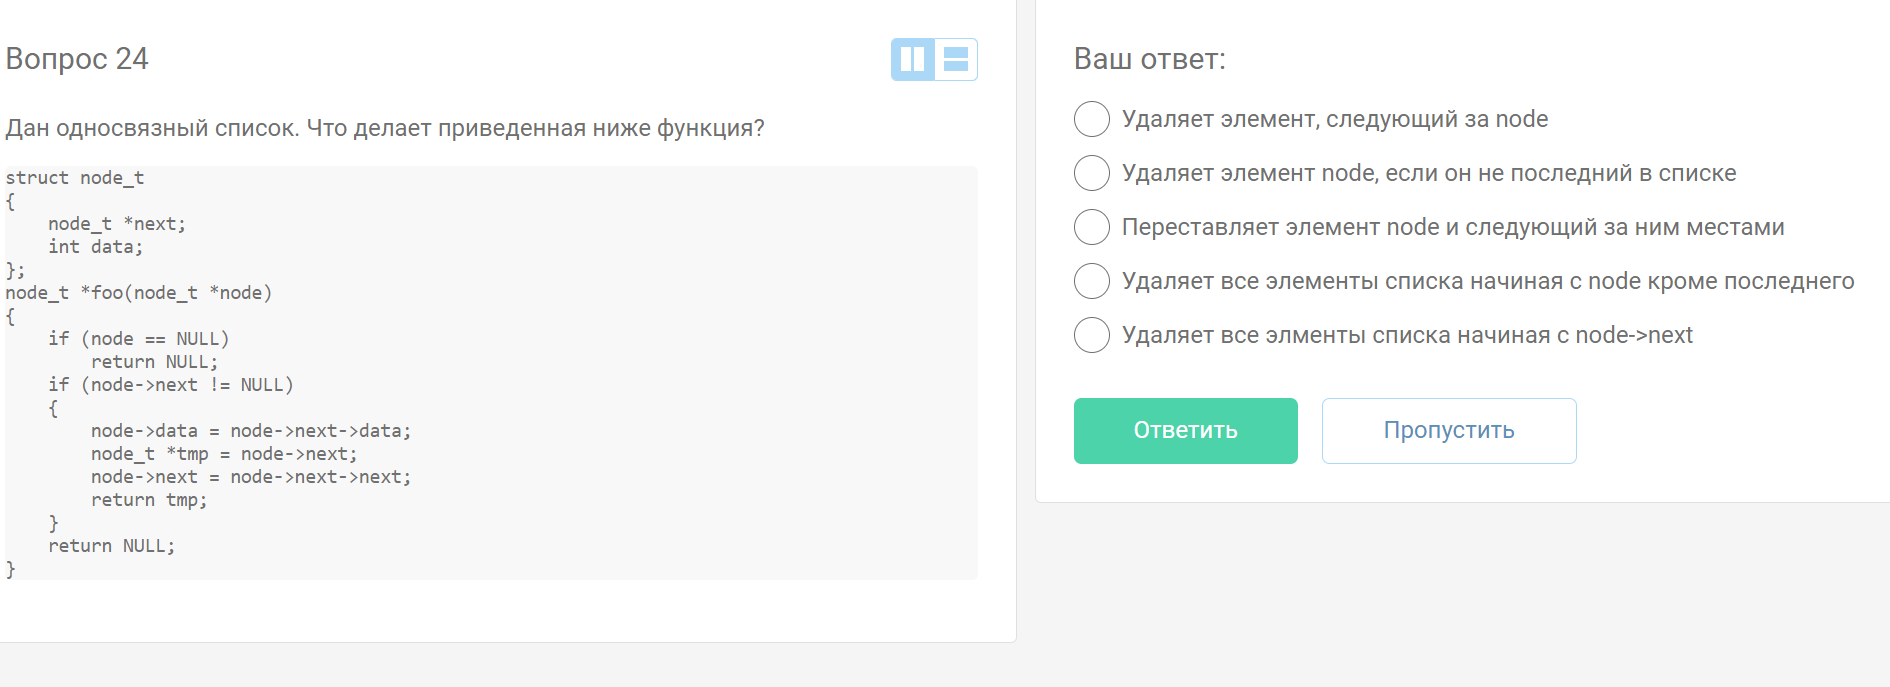 Вопрос 24
Дан односвязный список. Что делает приведенная ниже функция?
struct node_t
{
    node_t *next;
    int data;
};
node_t *foo(node_t *node)
{
    if (node == NULL)
        return NULL;
    if (node->next != NULL)
    {
        node->data = node->next->data;
        node_t *tmp = node->next;
        node->next = node->next->next;
        return tmp;
    }
    return NULL;
}
Ваш ответ:
Удаляет элемент, следующий за node
Удаляет элемент node, если он не последний в списке
Переставляет элемент node и следующий за ним местами
Удаляет все элементы списка начиная с node кроме последнего
Удаляет все элменты списка начиная с node->next
Ответить
Пропустить